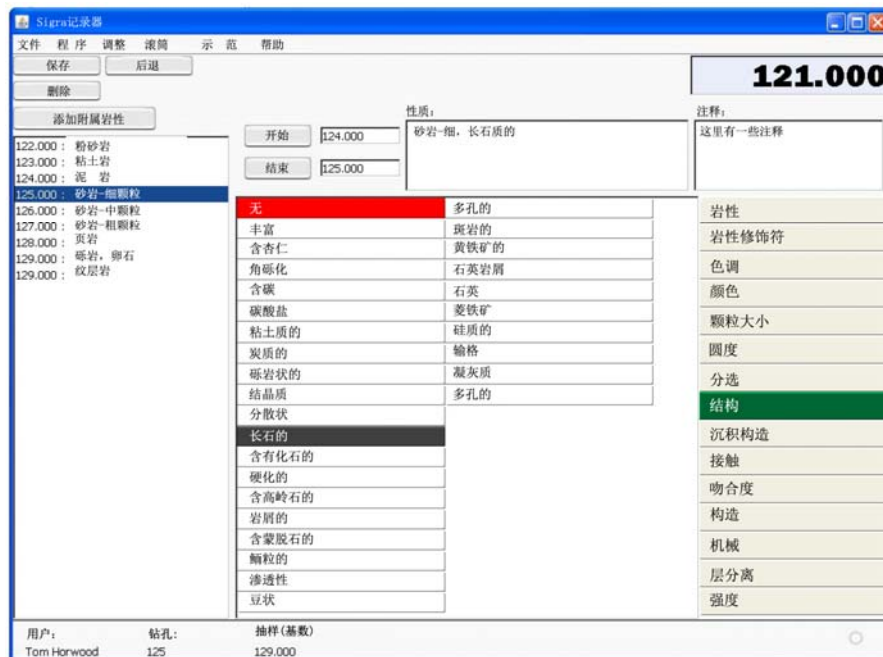 Sigra记录器
文件 程序 调整 滚筒 示范 帮助
保存 后退
删除
121.000
添加附属岩性
性质:
注释:
开始 124.000
砂岩-细,长石质的
这里有一些注释
结束 125.000
122.000: 粉砂岩
123.000: 粘土岩
124.000: 泥 岩
125.000: 砂岩-细颗粒
126.000: 砂岩-中颗粒
127.000: 砂岩-粗颗粒
128.000: 页岩
129.000: 砾岩,卵石
129.000: 纹层岩
无
丰富
含杏仁
角砾化
含碳
碳酸盐
粘土质的
炭质的
砾岩状的
结晶质
分散状
长石的
含有化石的
硬化的
含高岭石的
岩屑的
含蒙脱石的
鲕粒的
渗透性
豆状
多孔的
斑岩的
黄铁矿的
石英岩屑
石英
菱铁矿
硅质的
输格
凝灰质
多孔的
岩性
岩性修饰符
色调
颜色
颗粒大小
圆度
分选
结构
沉积构造
接触
吻合度
构造
机械
层分离
强度
用户: 钻孔: 抽样(基数)
Tom Horwood 125 129.000